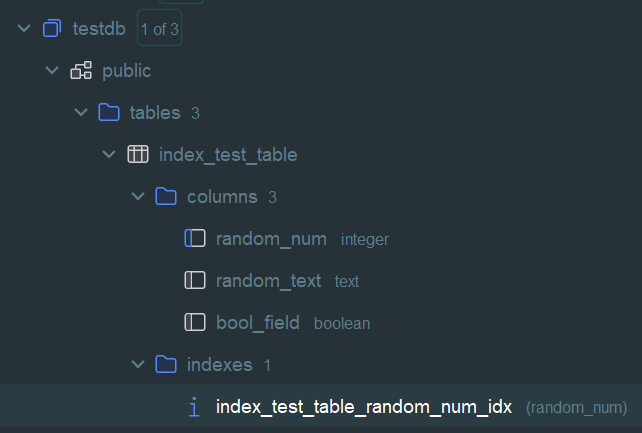 testdb 1 of 3
public
tables 3
index_test_table
columns 3
random_num integer
random_text text
bool_field boolean
indexes 1
index_test_table_random_num_idx (random_num)